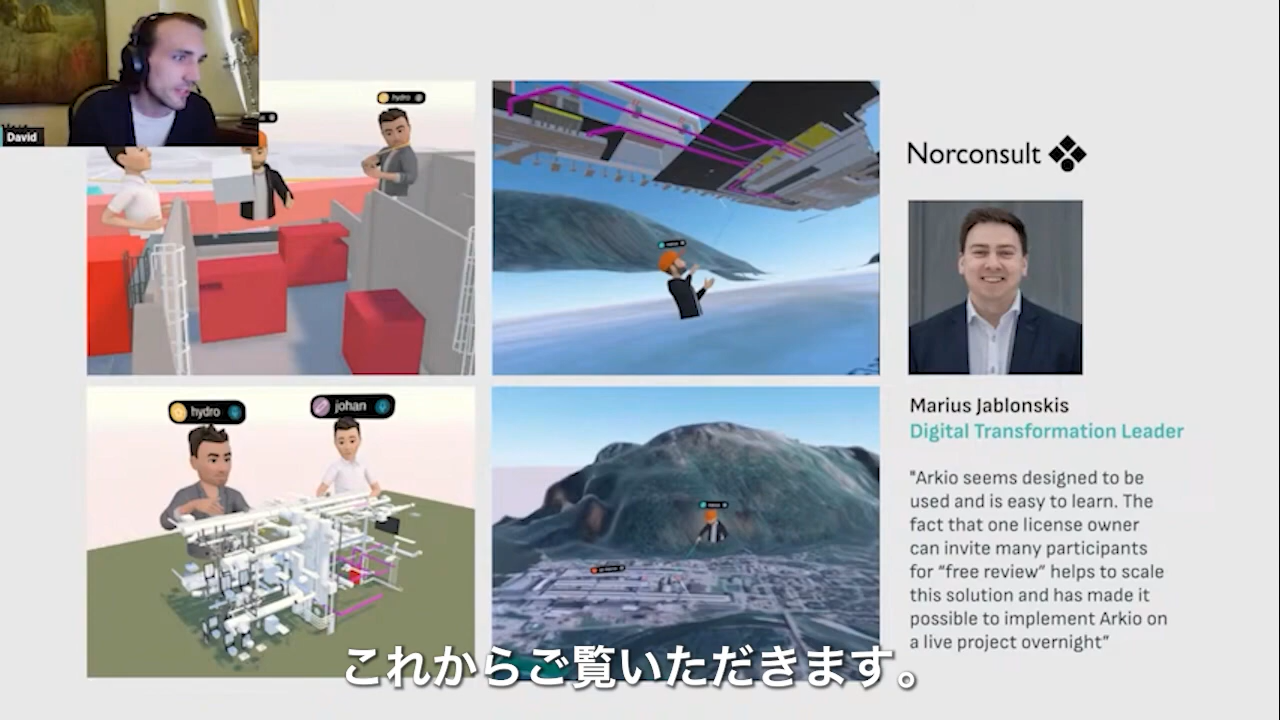 David
hydro
Norconsult
hydro
johan
Marius Jablonskis
Digital Transformation Leader
"Arkio seems designed to be
used and is easy to learn. The
fact that one license owner
can invite many participants
for “free review” helps to scale
this solution and has made it
possible to implement Arkio on
a live project overnight”
これからご覧いただきます。